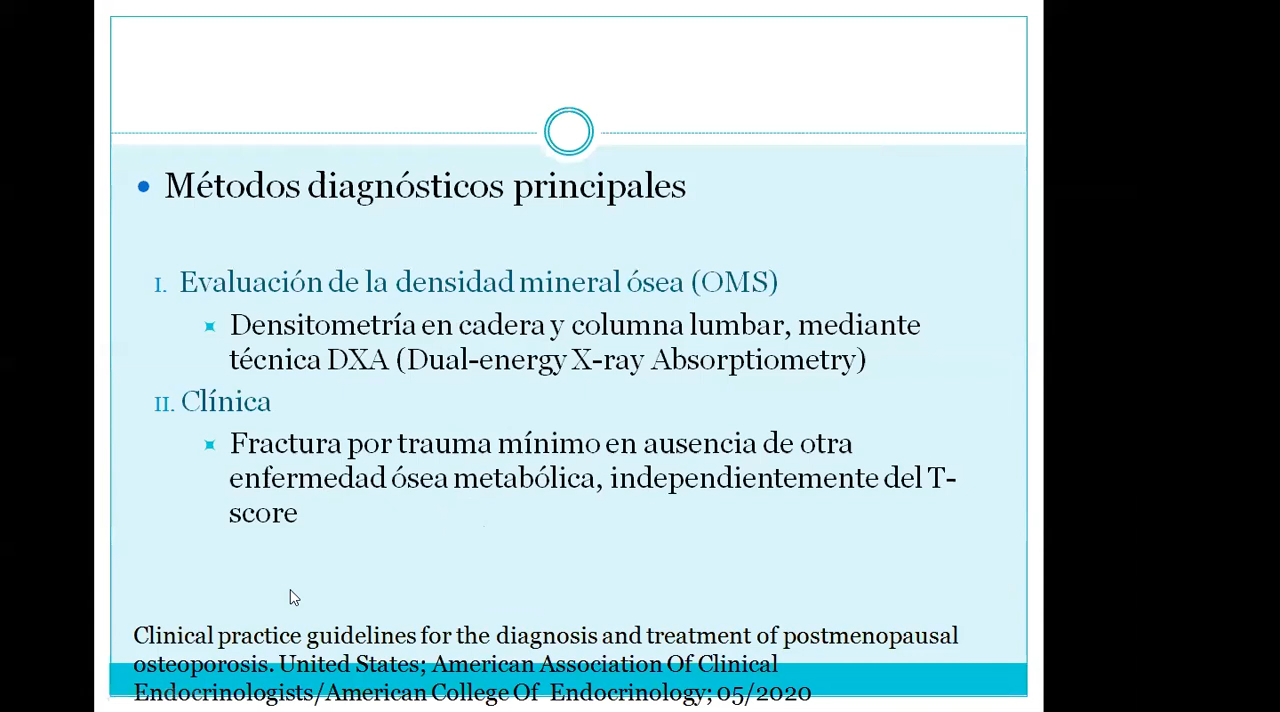 • Métodos diagnósticos principales
I. Evaluación de la densidad mineral ósea (OMS)
Densitometría en cadera y columna lumbar, mediante
técnica DXA (Dual-energy X-ray Absorptiometry)
II. Clínica
Fractura por trauma mínimo en ausencia de otra
enfermedad ósea metabólica, independientemente del T-
score
Clinical practice guidelines for the diagnosis and treatment of postmenopausal
osteoporosis. United States; American Association Of Clinical
Endocrinologists/American College Of Endocrinology; 05/2020